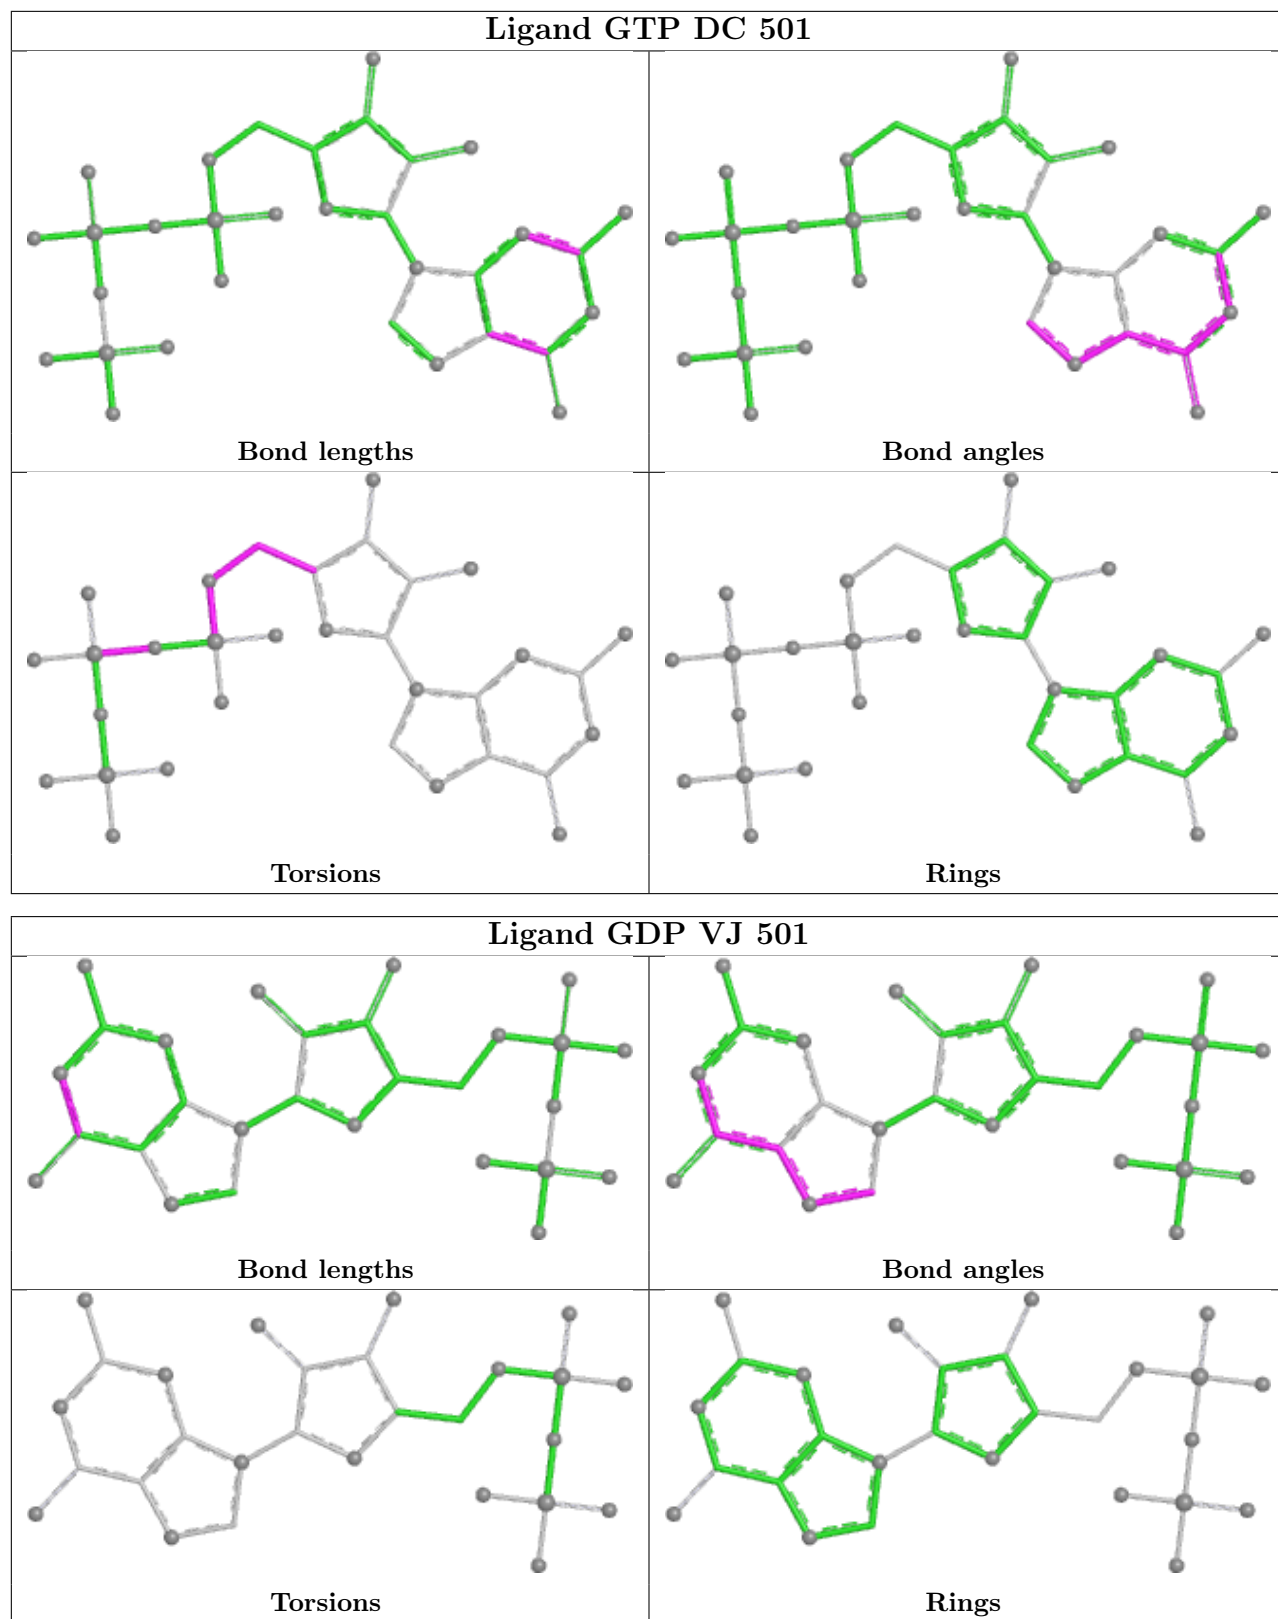 Ligand GTP DC 501
Bond lengths
Bond angles
Torsions
Rings
Ligand GDP VJ 501
Bond lengths
Bond angles
Torsions
Rings